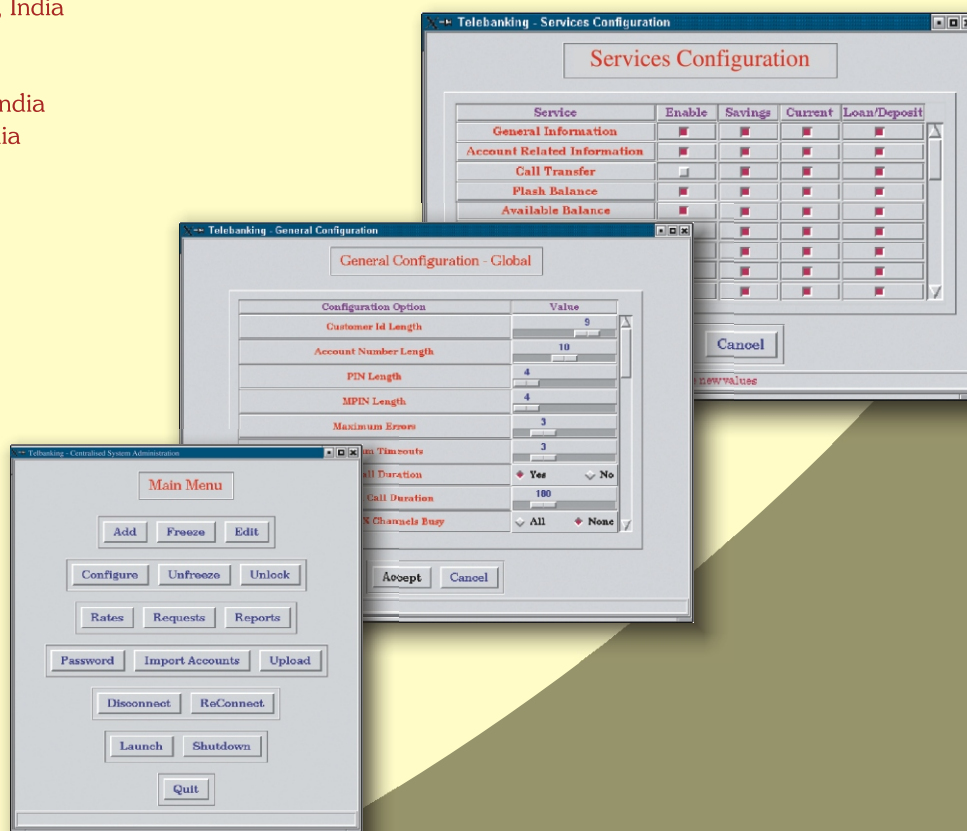 , India
ndia
ia
Telebanking - Services Configuration
Services Configuration
Service Enable Savings Current Loan/Deposit
General Information
Account Related Information
Call Transfer
Flash Balance
Available Balance
Cancel
new values
Telebanking - General Configuration
General Configuration - Global
Configuration Option Value
Customer Id Length 9
Account Number Length 10
PIN Length 4
MPIN Length 4
Maximum Errors 3
Timeouts 3
Duration Yes No
Call Duration 180
Channels Busy All None
Accept Cancel
Telbanking - Centralised System Administration
Main Menu
Add Freeze Edit
Configure Unfreeze Unlock
Rates Requests Reports
Password Import Accounts Upload
Disconnect ReConnect
Launch Shutdown
Quit